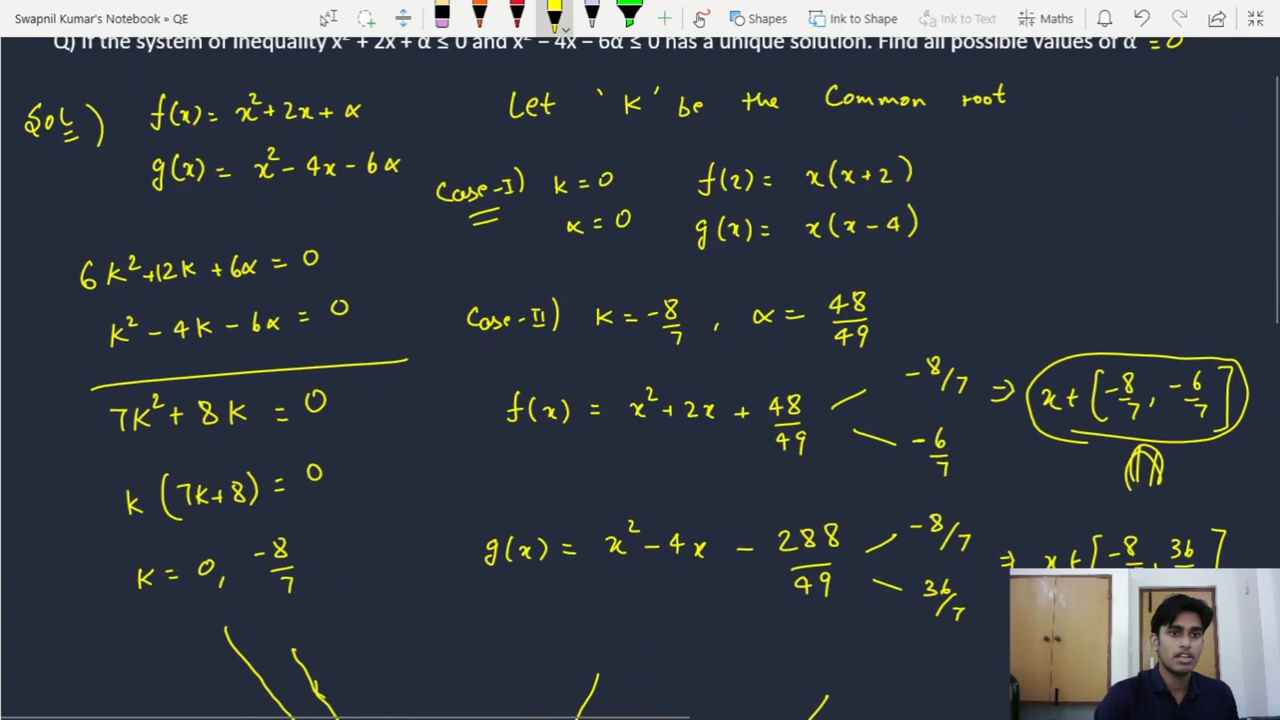 Swapnil Kumar's Notebook » QE
Shapes
Ink to Shape
Ink to Text
Maths
Q) If the system of inequality x² + 2x + α ≤ 0 and x² − 4x − 6α ≤ 0 has a unique solution. Find all possible values of α = 0
Sol)
f(x) = x² + 2x + α
g(x) = x² − 4x − 6α
6k² + 12k + 6α = 0
k² − 4k − 6α = 0
7k² + 8k = 0
k (7k + 8) = 0
k = 0, -8/7
Let 'K' be the Common root
Case-I) k = 0 f(2) = x(x + 2)
α = 0 g(x) = x(x − 4)
Case-II) k = -8/7 , α = 48/49
f(x) = x² + 2x + 48/49
-8/7
-6/7
⇒ x + [-8/7, -6/7]
g(x) = x² − 4x − 288/49
-8/7
36/7
⇒ x + [-8, 36]